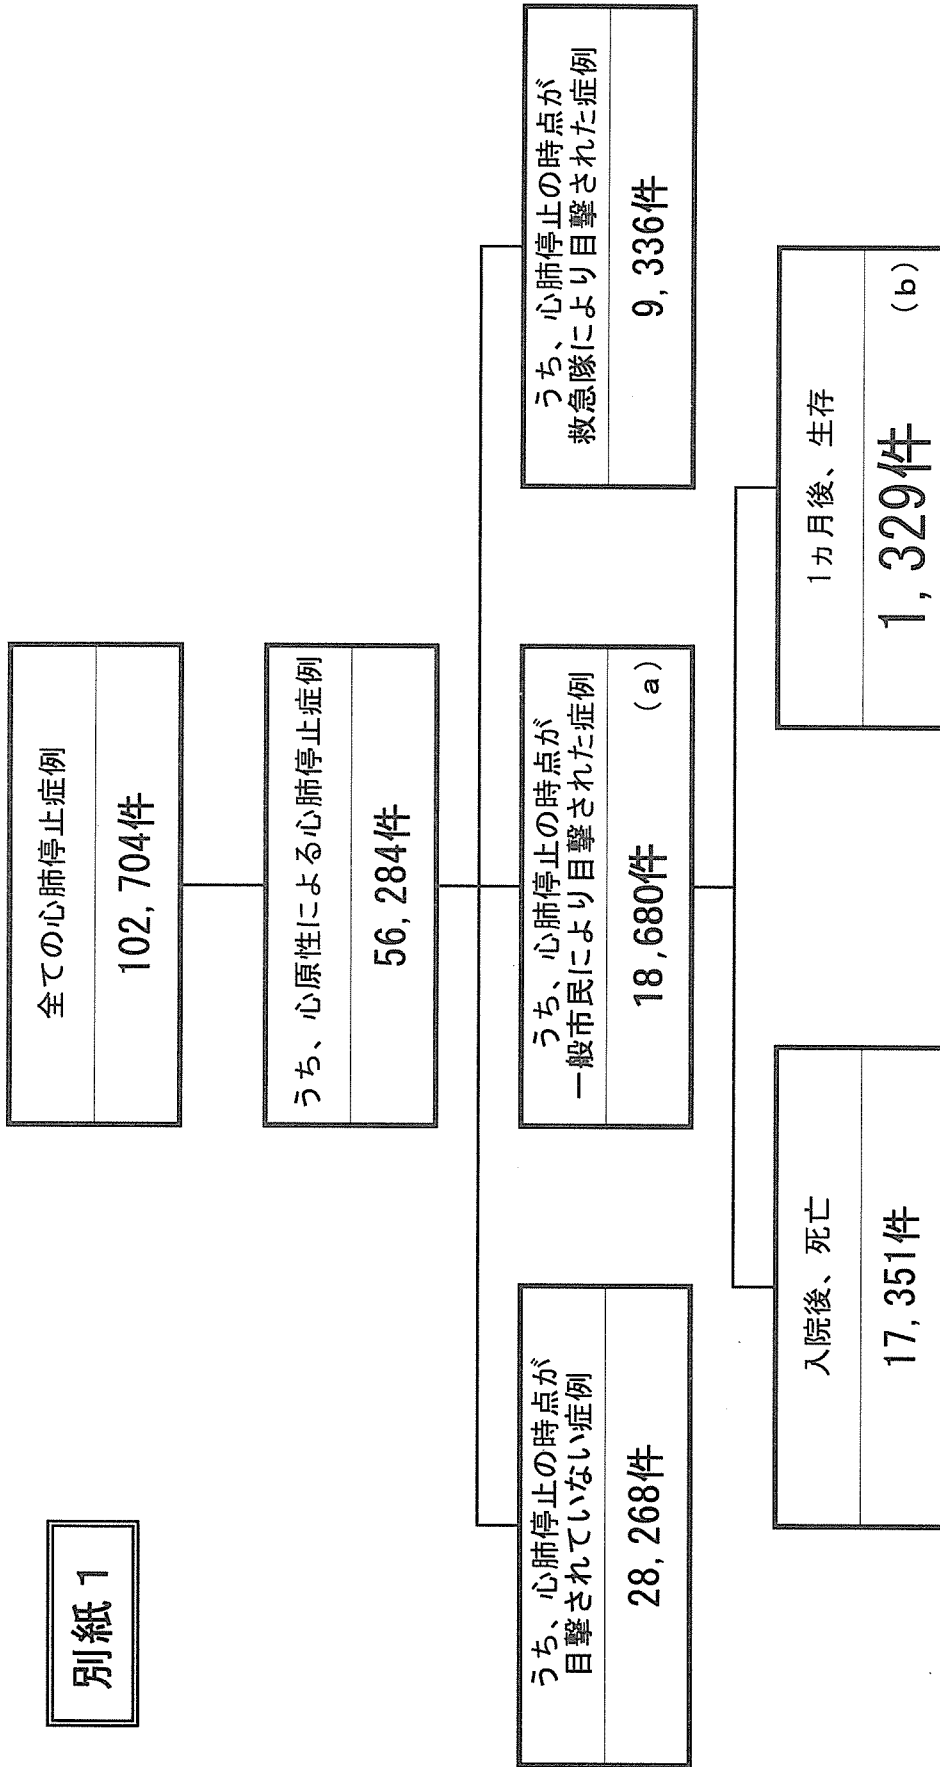 別紙 1
全ての心肺停止症例
102,704件
うち、心原性による心肺停止症例
56,284件
うち、心肺停止の時点が
目撃されていない症例
28,268件
うち、心肺停止の時点が
一般市民により目撃された症例
18,680件
(a)
うち、心肺停止の時点が
救急隊により目撃された症例
9,336件
入院後、死亡
17,351件
1ヵ月後、生存
1,329件
(b)